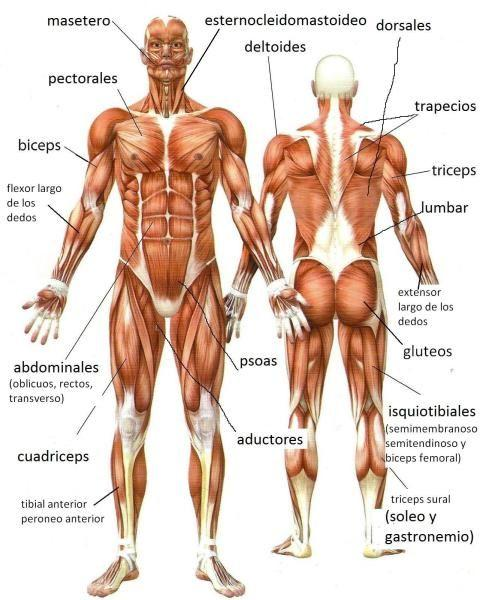 masetero
esternocleidomastoideo
dorsales
deltoides
pectorales
trapecios
biceps
triceps
flexor largo
de los
dedos
lumbar
extensor
largo de los
dedos
psoas
gluteos
abdominales
(oblicuos, rectos,
transverso)
isquiotibiales
(semimembranoso
semitendinoso y
biceps femoral)
aductores
cuadriceps
tibial anterior
peroneo anterior
triceps sural
(soleo y
gastronemio)